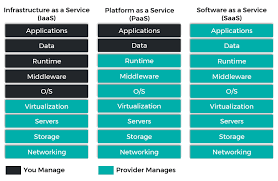 Infrastructure as a Service
(IaaS)
Applications
Data
Runtime
Middleware
O/S
Virtualization
Servers
Storage
Networking
Platform as a Service
(PaaS)
Applications
Data
Runtime
Middleware
O/S
Virtualization
Servers
Storage
Networking
Software as a Service
(SaaS)
Applications
Data
Runtime
Middleware
O/S
Virtualization
Servers
Storage
Networking
You Manage
Provider Manages